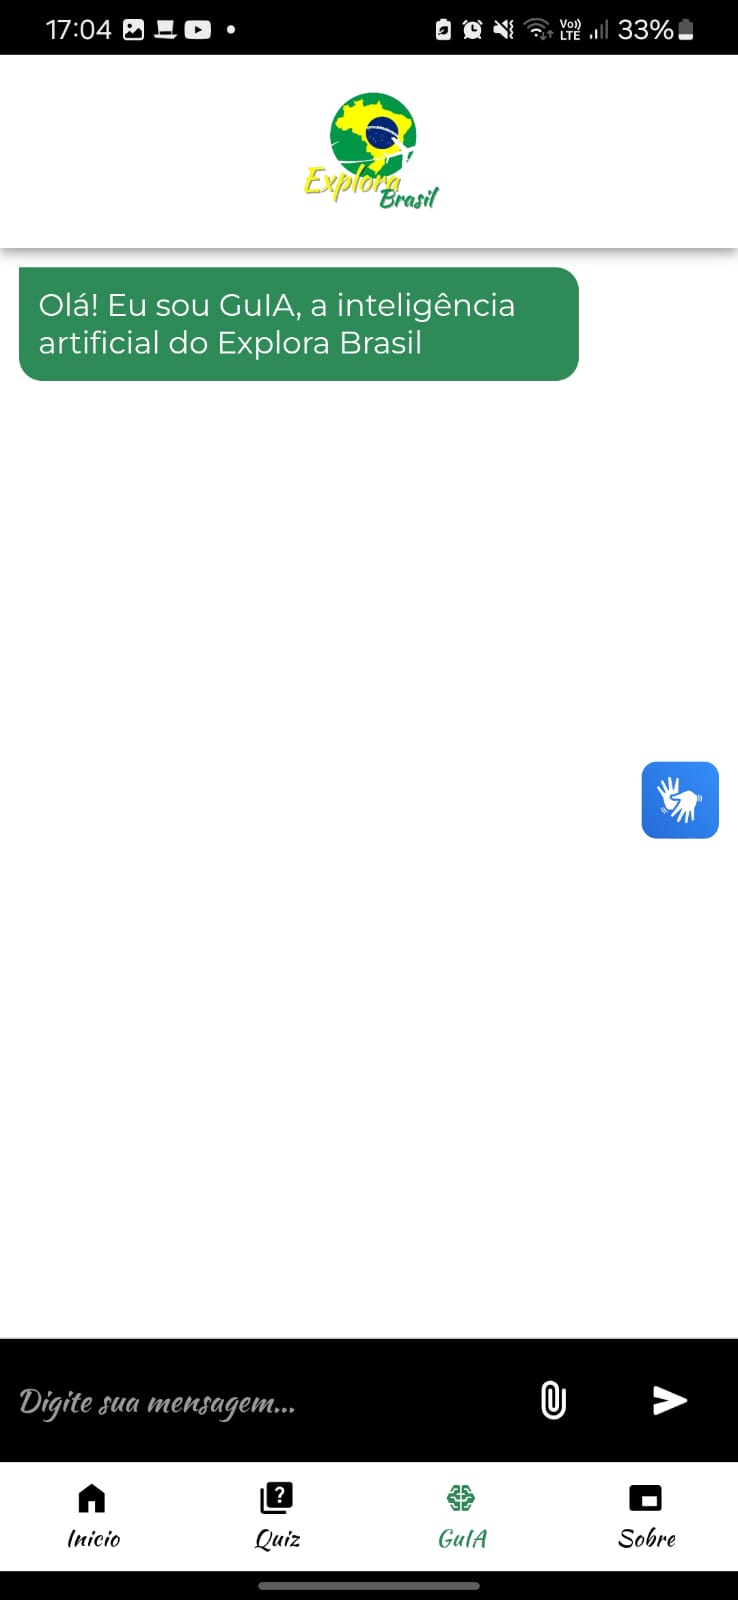 17:04
Vo)) LTE 33%
Explora
Brasil
Olá! Eu sou GuIA, a inteligência
artificial do Explora Brasil
Digite sua mensagem...
?
Inicio Quiz GuIA Sobre